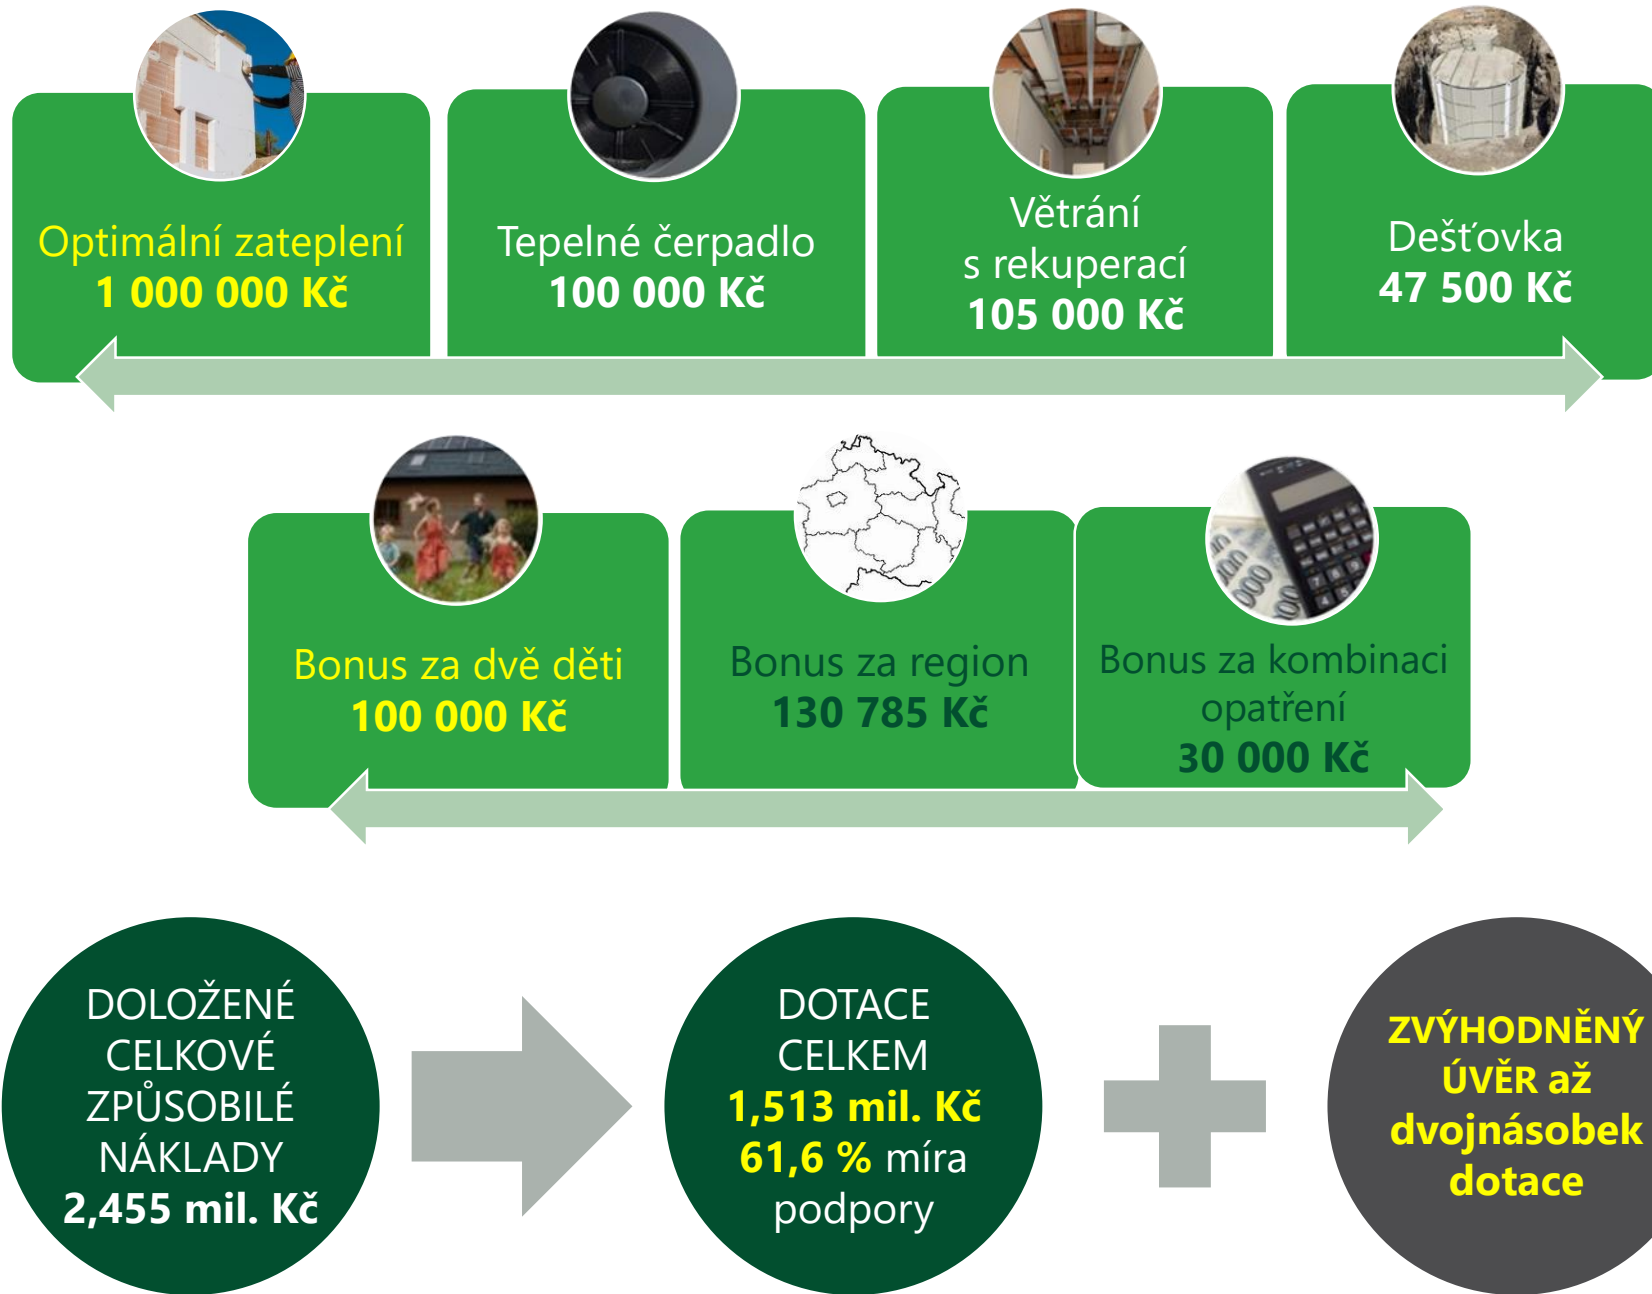 Optimální zateplení
1 000 000 Kč
Tepelné čerpadlo
100 000 Kč
Větrání
s rekuperací
105 000 Kč
Dešťovka
47 500 Kč
Bonus za dvě děti
100 000 Kč
Bonus za region
130 785 Kč
Bonus za kombinaci
opatření
30 000 Kč
DOLOŽENÉ
CELKOVÉ
ZPŮSOBILÉ
NÁKLADY
2,455 mil. Kč
DOTACE
CELKEM
1,513 mil. Kč
61,6 % míra
podpory
ZVÝHODNĚNÝ
ÚVĚR až
dvojnásobek
dotace